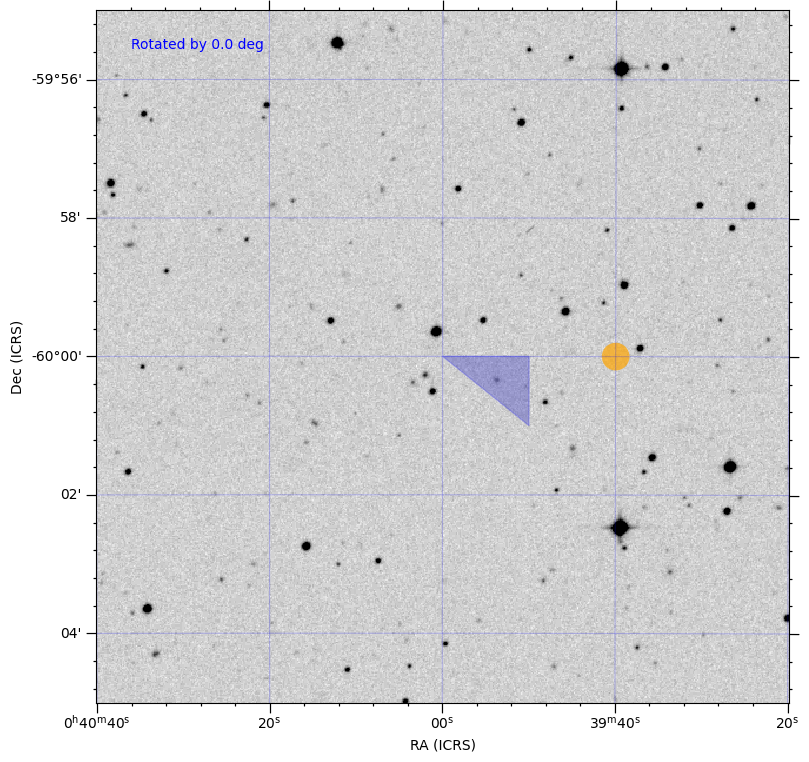 Rotated by 0.0 deg
-59°56'
58'
-60°00'
02'
04'
0ʰ40ᵐ40ˢ 20ˢ 00ˢ 39ᵐ40ˢ 20ˢ
RA (ICRS)
Dec (ICRS)